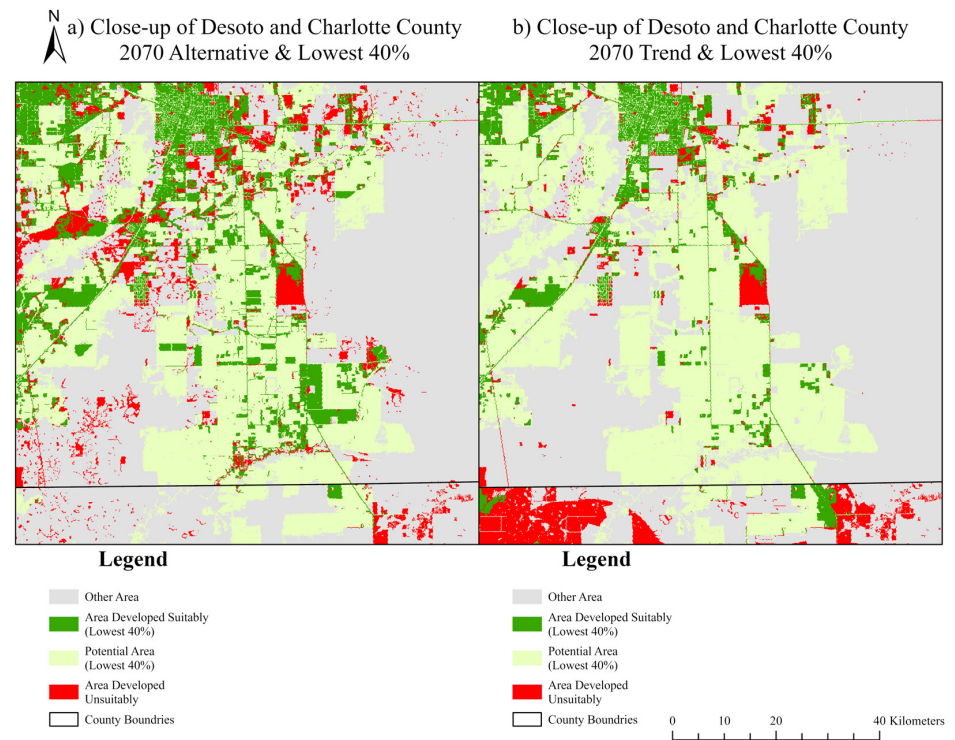 N
a) Close-up of Desoto and Charlotte County
2070 Alternative & Lowest 40%
b) Close-up of Desoto and Charlotte County
2070 Trend & Lowest 40%
Legend
Other Area
Area Developed Suitably
(Lowest 40%)
Potential Area
(Lowest 40%)
Area Developed
Unsuitably
County Boundries
Legend
Other Area
Area Developed Suitably
(Lowest 40%)
Potential Area
(Lowest 40%)
Area Developed
Unsuitably
County Boundries
0 10 20 40 Kilometers